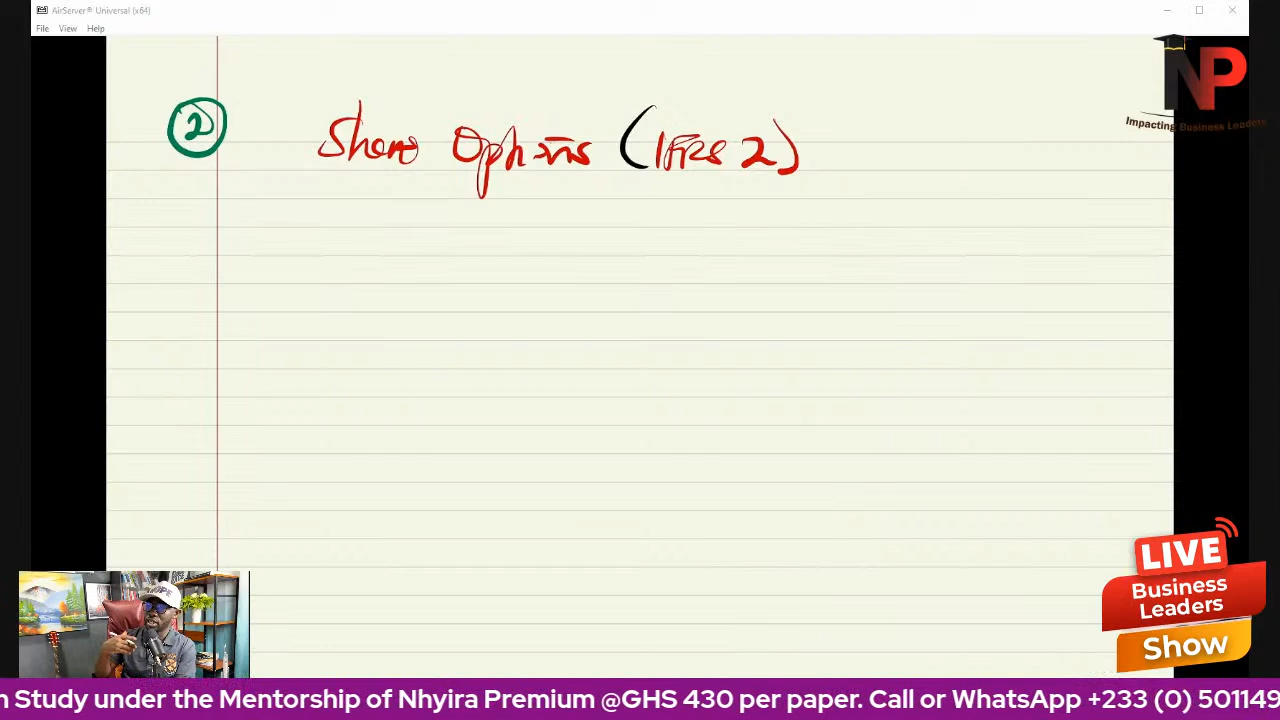 AirServer® Universal (x64)
File View Help
NP
Impacting Business Leaders
2
Share Options (IFRS 2)
LIVE
Business
Leaders
Show
n Study under the Mentorship of Nhyira Premium @GHS 430 per paper. Call or WhatsApp +233 (0) 501149